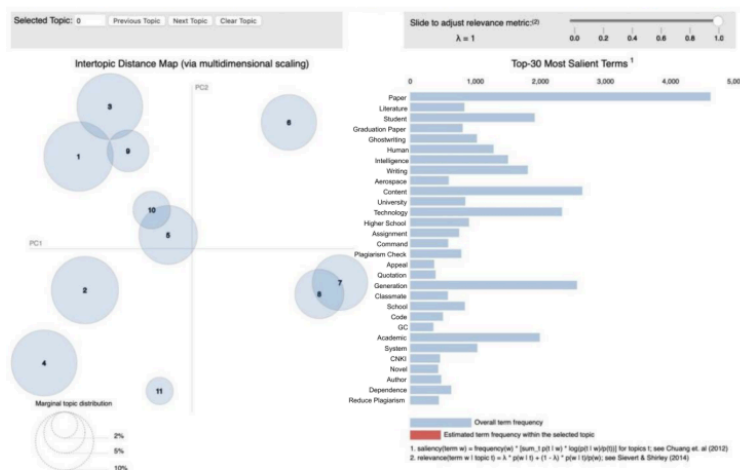 Selected Topic: 0 Previous Topic Next Topic Clear Topic
Slide to adjust relevance metric:(2)
λ = 1
0.0 0.2 0.4 0.6 0.8 1.0
Intertopic Distance Map (via multidimensional scaling)
PC2
PC1
3
1
9
6
10
5
2
7
8
4
11
Marginal topic distribution
2%
5%
10%
Top-30 Most Salient Terms 1
0 1,000 2,000 3,000 4,000 5,00
Paper
Literature
Student
Graduation Paper
Ghostwriting
Human
Intelligence
Writing
Aerospace
Content
University
Technology
Higher School
Assignment
Command
Plagiarism Check
Appeal
Quotation
Generation
Classmate
School
Code
GC
Academic
System
CNKI
Novel
Author
Dependence
Reduce Plagiarism
Overall term frequency
Estimated term frequency within the selected topic
1. saliency(term w) = frequency(w) * [sum_t p(t | w) * log(p(t | w)/p(t))] for topics t; see Chuang et. al (2012)
2. relevance(term w | topic t) = λ * p(w | t) + (1 - λ) * p(w | t)/p(w); see Sievert & Shirley (2014)